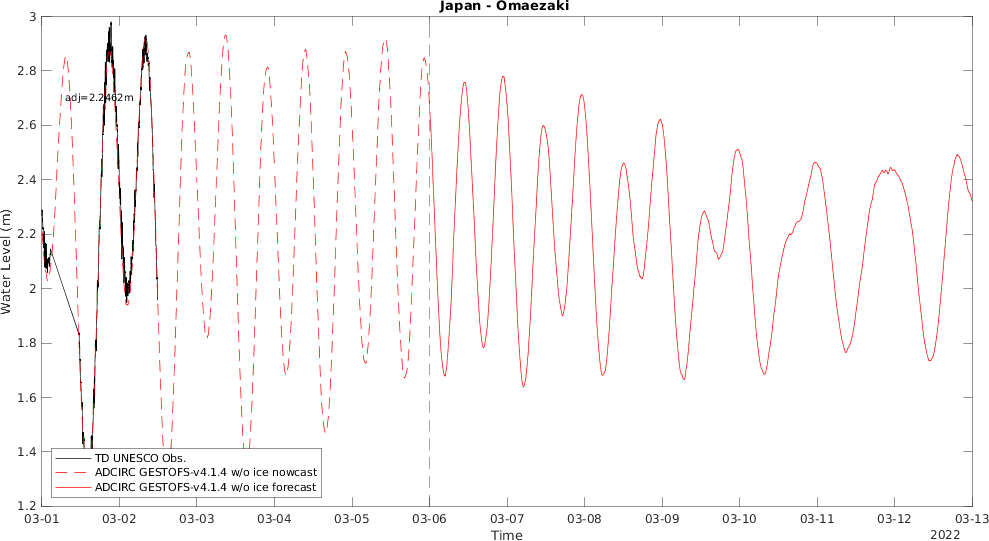 Japan - Omaezaki
3
2.8
2.6
2.4
2.2
2
1.8
1.6
1.4
1.2
Water Level (m)
adj=2.2462m
TD UNESCO Obs.
ADCIRC GESTOFS-v4.1.4 w/o ice nowcast
ADCIRC GESTOFS-v4.1.4 w/o ice forecast
03-01 03-02 03-03 03-04 03-05 03-06 03-07 03-08 03-09 03-10 03-11 03-12 03-13
Time
2022